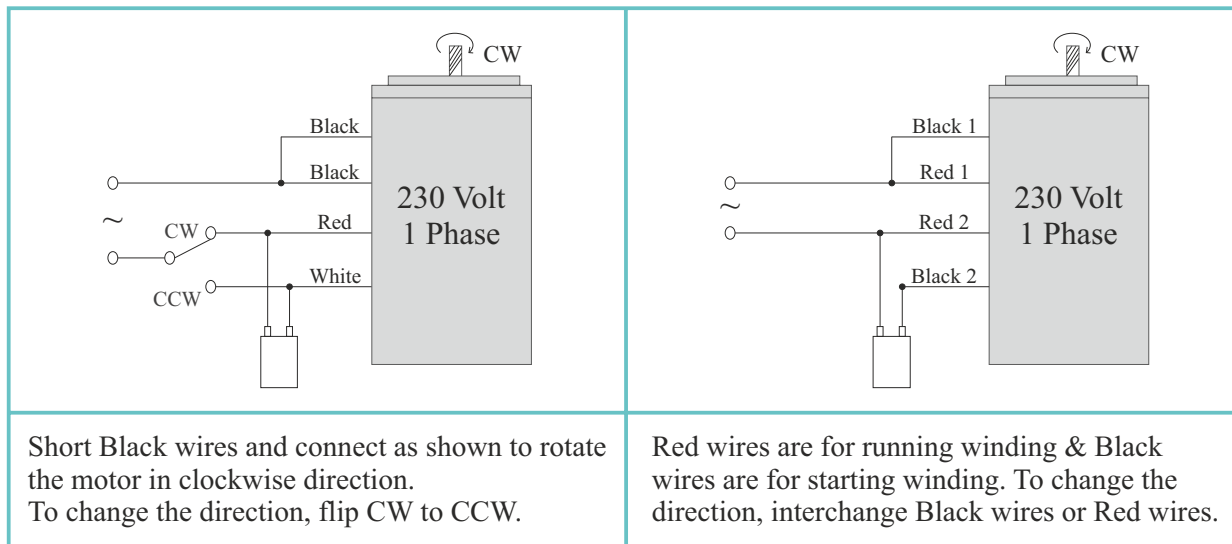 CW
Black
Black
~
CW
Red
CCW
White
230 Volt
1 Phase
Short Black wires and connect as shown to rotate
the motor in clockwise direction.
To change the direction, flip CW to CCW.
CW
Black 1
Red 1
~
Red 2
Black 2
230 Volt
1 Phase
Red wires are for running winding & Black
wires are for starting winding. To change the
direction, interchange Black wires or Red wires.